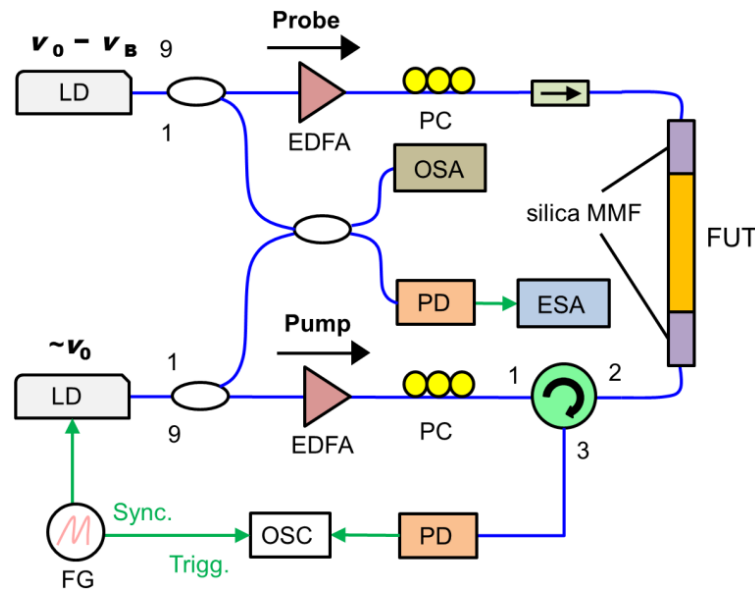 Probe
ν₀ − ν_B
9
LD
1
EDFA
PC
OSA
silica MMF
FUT
PD
ESA
Pump
~ν₀
1
LD
9
EDFA
PC
1
2
3
Sync.
Trigg.
OSC
PD
FG